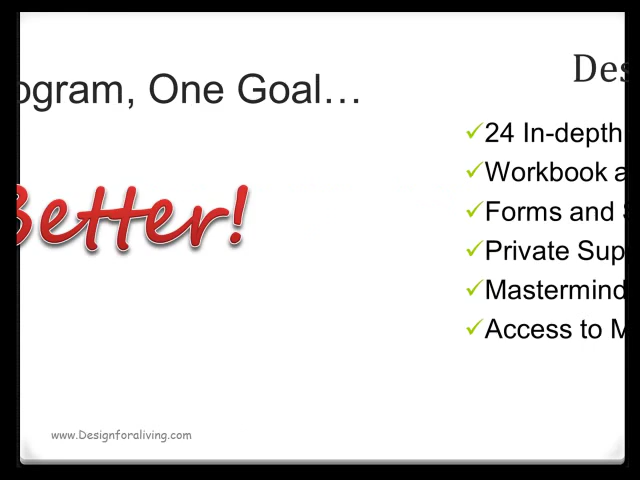 ogram, One Goal…
Better!
www.Designforaliving.com
Des
24 In-depth
Workbook a
Forms and S
Private Sup
Mastermind
Access to M